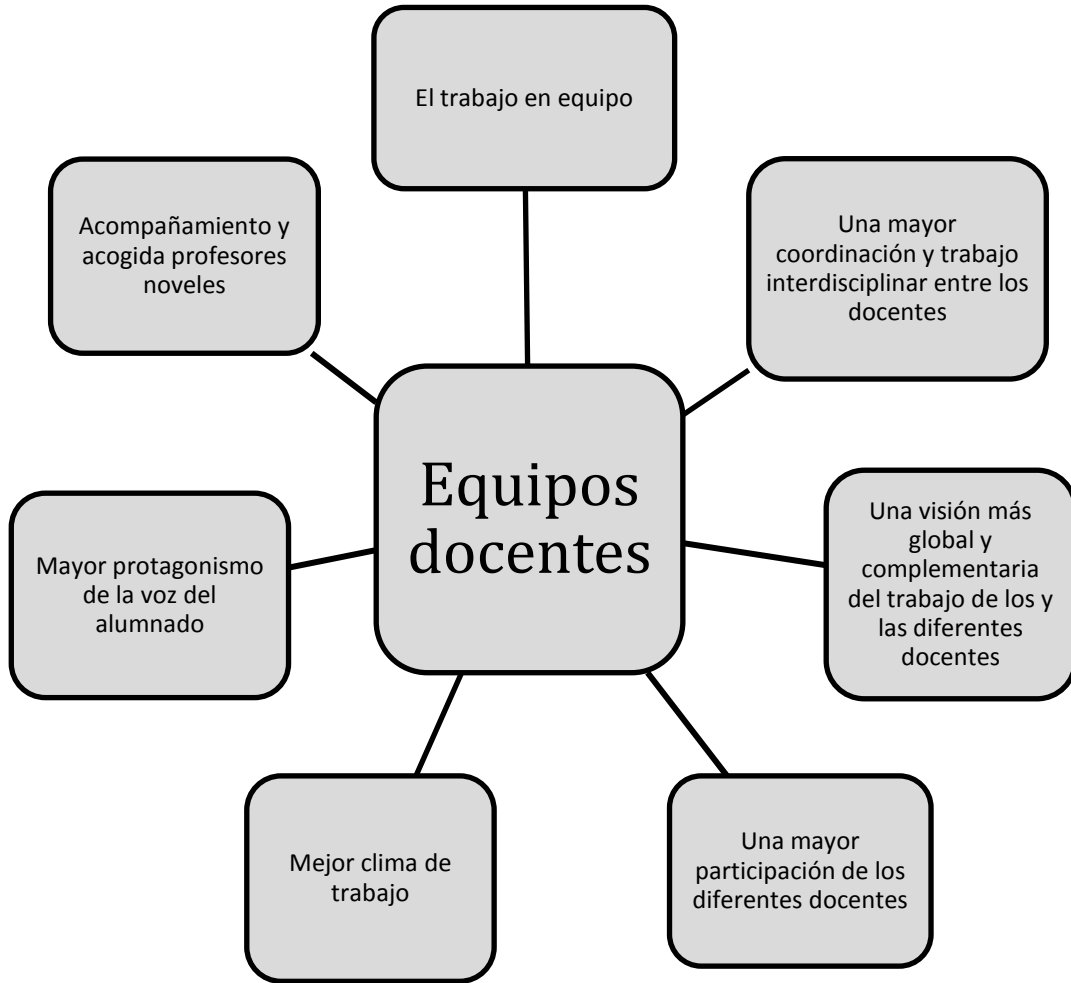 El trabajo en equipo
Acompañamiento y
acogida profesores
noveles
Una mayor
coordinación y trabajo
interdisciplinar entre los
docentes
Equipos
docentes
Una visión más
global y
complementaria
del trabajo de los y
las diferentes
docentes
Mayor protagonismo
de la voz del
alumnado
Mejor clima de
trabajo
Una mayor
participación de los
diferentes docentes